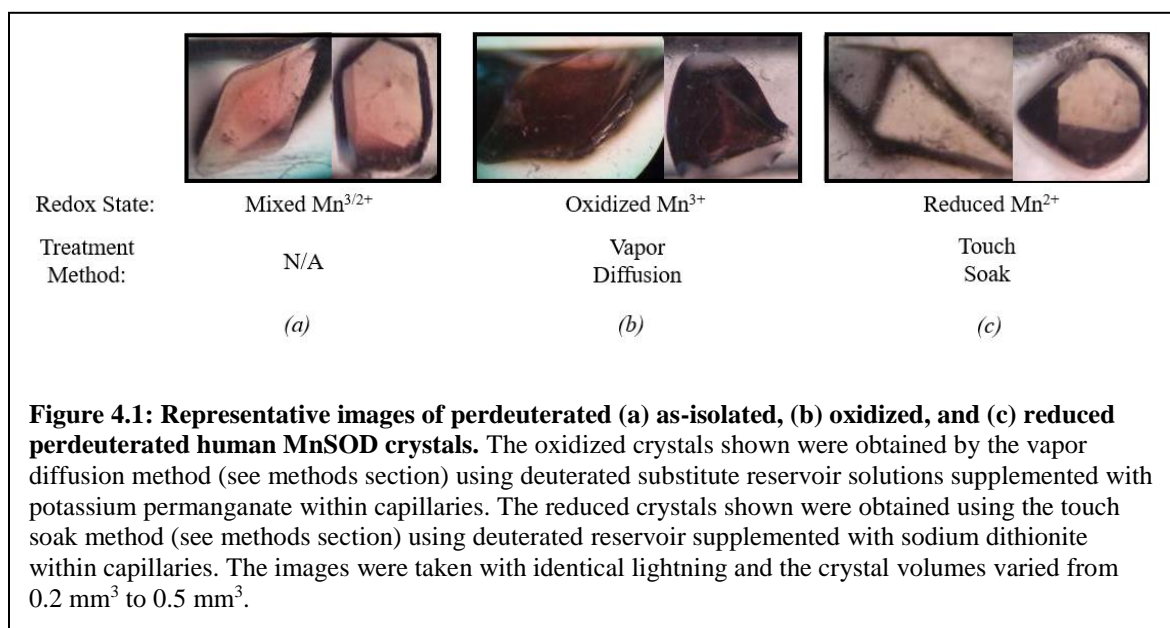 Redox State: Mixed Mn³/²⁺ Oxidized Mn³⁺ Reduced Mn²⁺
Treatment Method: N/A Vapor Diffusion Touch Soak
(a) (b) (c)
Figure 4.1: Representative images of perdeuterated (a) as-isolated, (b) oxidized, and (c) reduced
perdeuterated human MnSOD crystals. The oxidized crystals shown were obtained by the vapor
diffusion method (see methods section) using deuterated substitute reservoir solutions supplemented with
potassium permanganate within capillaries. The reduced crystals shown were obtained using the touch
soak method (see methods section) using deuterated reservoir supplemented with sodium dithionite
within capillaries. The images were taken with identical lightning and the crystal volumes varied from
0.2 mm³ to 0.5 mm³.